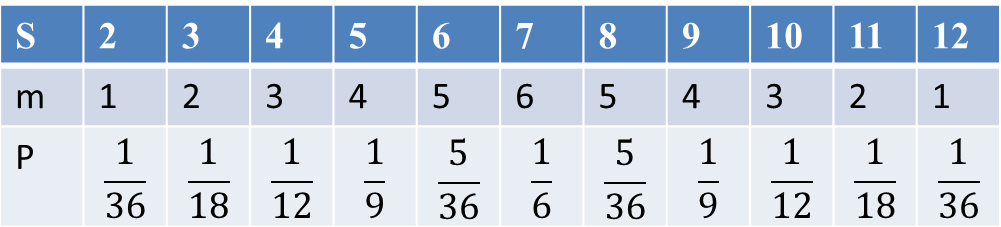 S 2 3 4 5 6 7 8 9 10 11 12
m 1 2 3 4 5 6 5 4 3 2 1
P 1/36 1/18 1/12 1/9 5/36 1/6 5/36 1/9 1/12 1/18 1/36